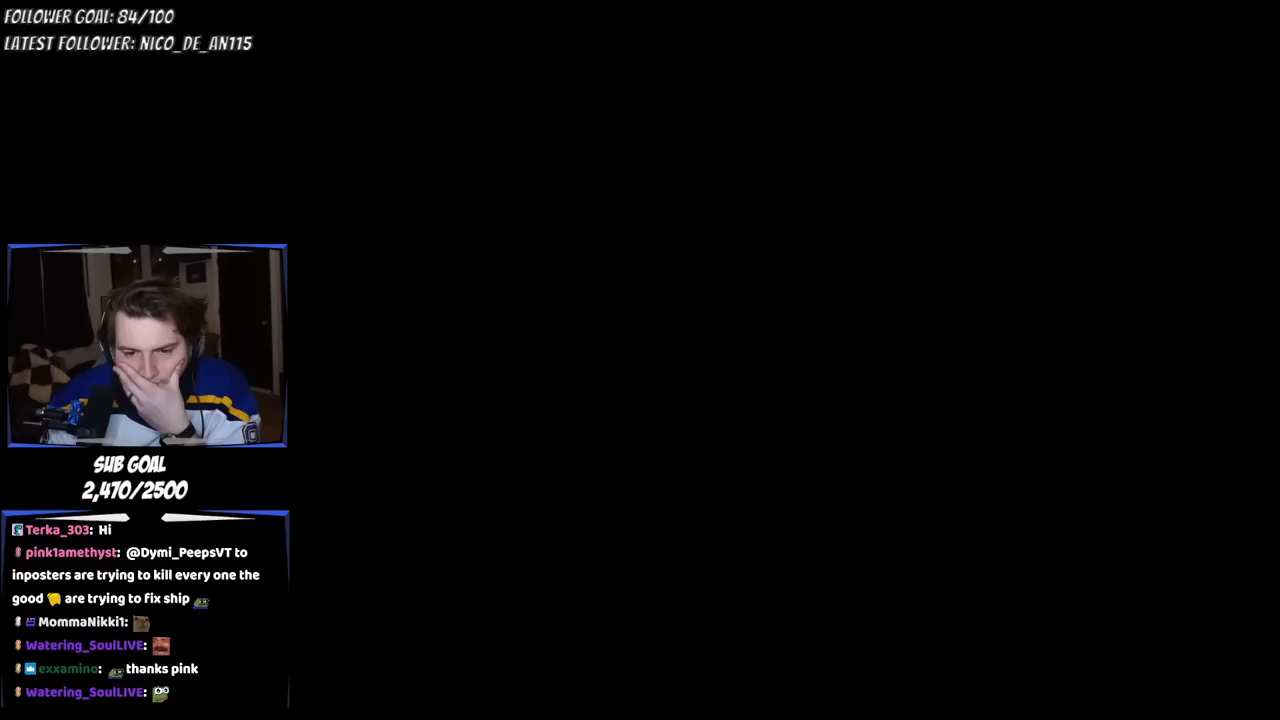 FOLLOWER GOAL: 84/100
LATEST FOLLOWER: NICO_DE_AN115
SUB GOAL
2,470/2500
Terka_303: Hi
pink1amethyst: @Dymi_PeepsVT to
inposters are trying to kill every one the
good are trying to fix ship
MommaNikki1:
Watering_SoulLIVE:
exxamino: thanks pink
Watering_SoulLIVE: